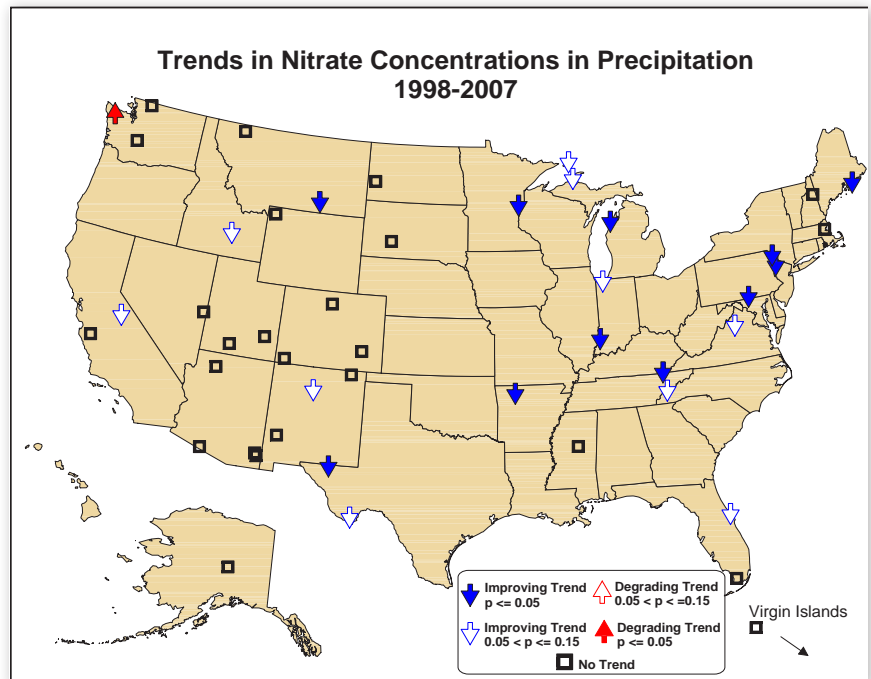 Trends in Nitrate Concentrations in Precipitation
1998-2007
Improving Trend
p <= 0.05
Degrading Trend
0.05 < p < =0.15
Improving Trend
0.05 < p <= 0.15
Degrading Trend
p <= 0.05
No Trend
Virgin Islands